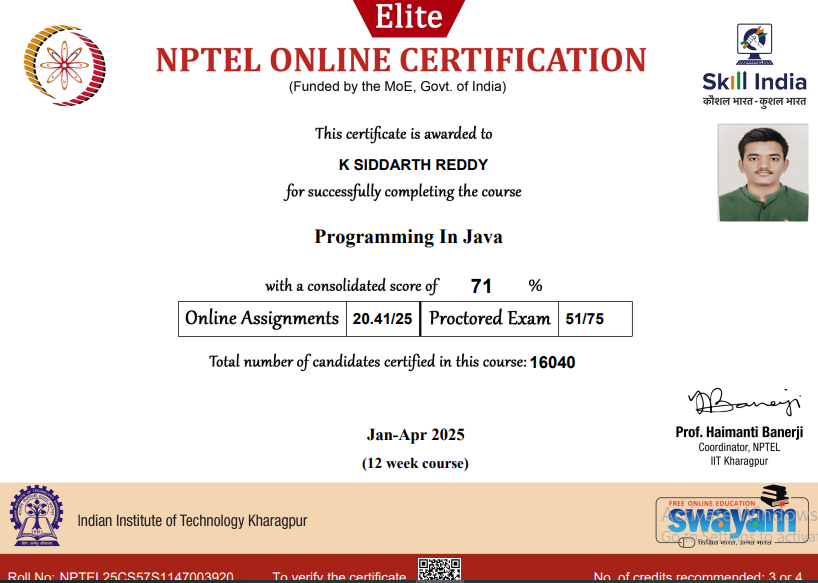 Elite
NPTEL ONLINE CERTIFICATION
(Funded by the MoE, Govt. of India)
Skill India
कौशल भारत - कुशल भारत
This certificate is awarded to
K SIDDARTH REDDY
for successfully completing the course
Programming In Java
with a consolidated score of 71 %
Online Assignments 20.41/25 Proctored Exam 51/75
Total number of candidates certified in this course: 16040
Prof. Haimanti Banerji
Coordinator, NPTEL
IIT Kharagpur
Jan-Apr 2025
(12 week course)
Indian Institute of Technology Kharagpur
FREE ONLINE EDUCATION
swayam
शिक्षित भारत, उन्नत भारत
Go to Settings to activa
Roll No: NPTEL25CS57S1147003920 To verify the certificate No. of credits recommended: 3 or 4